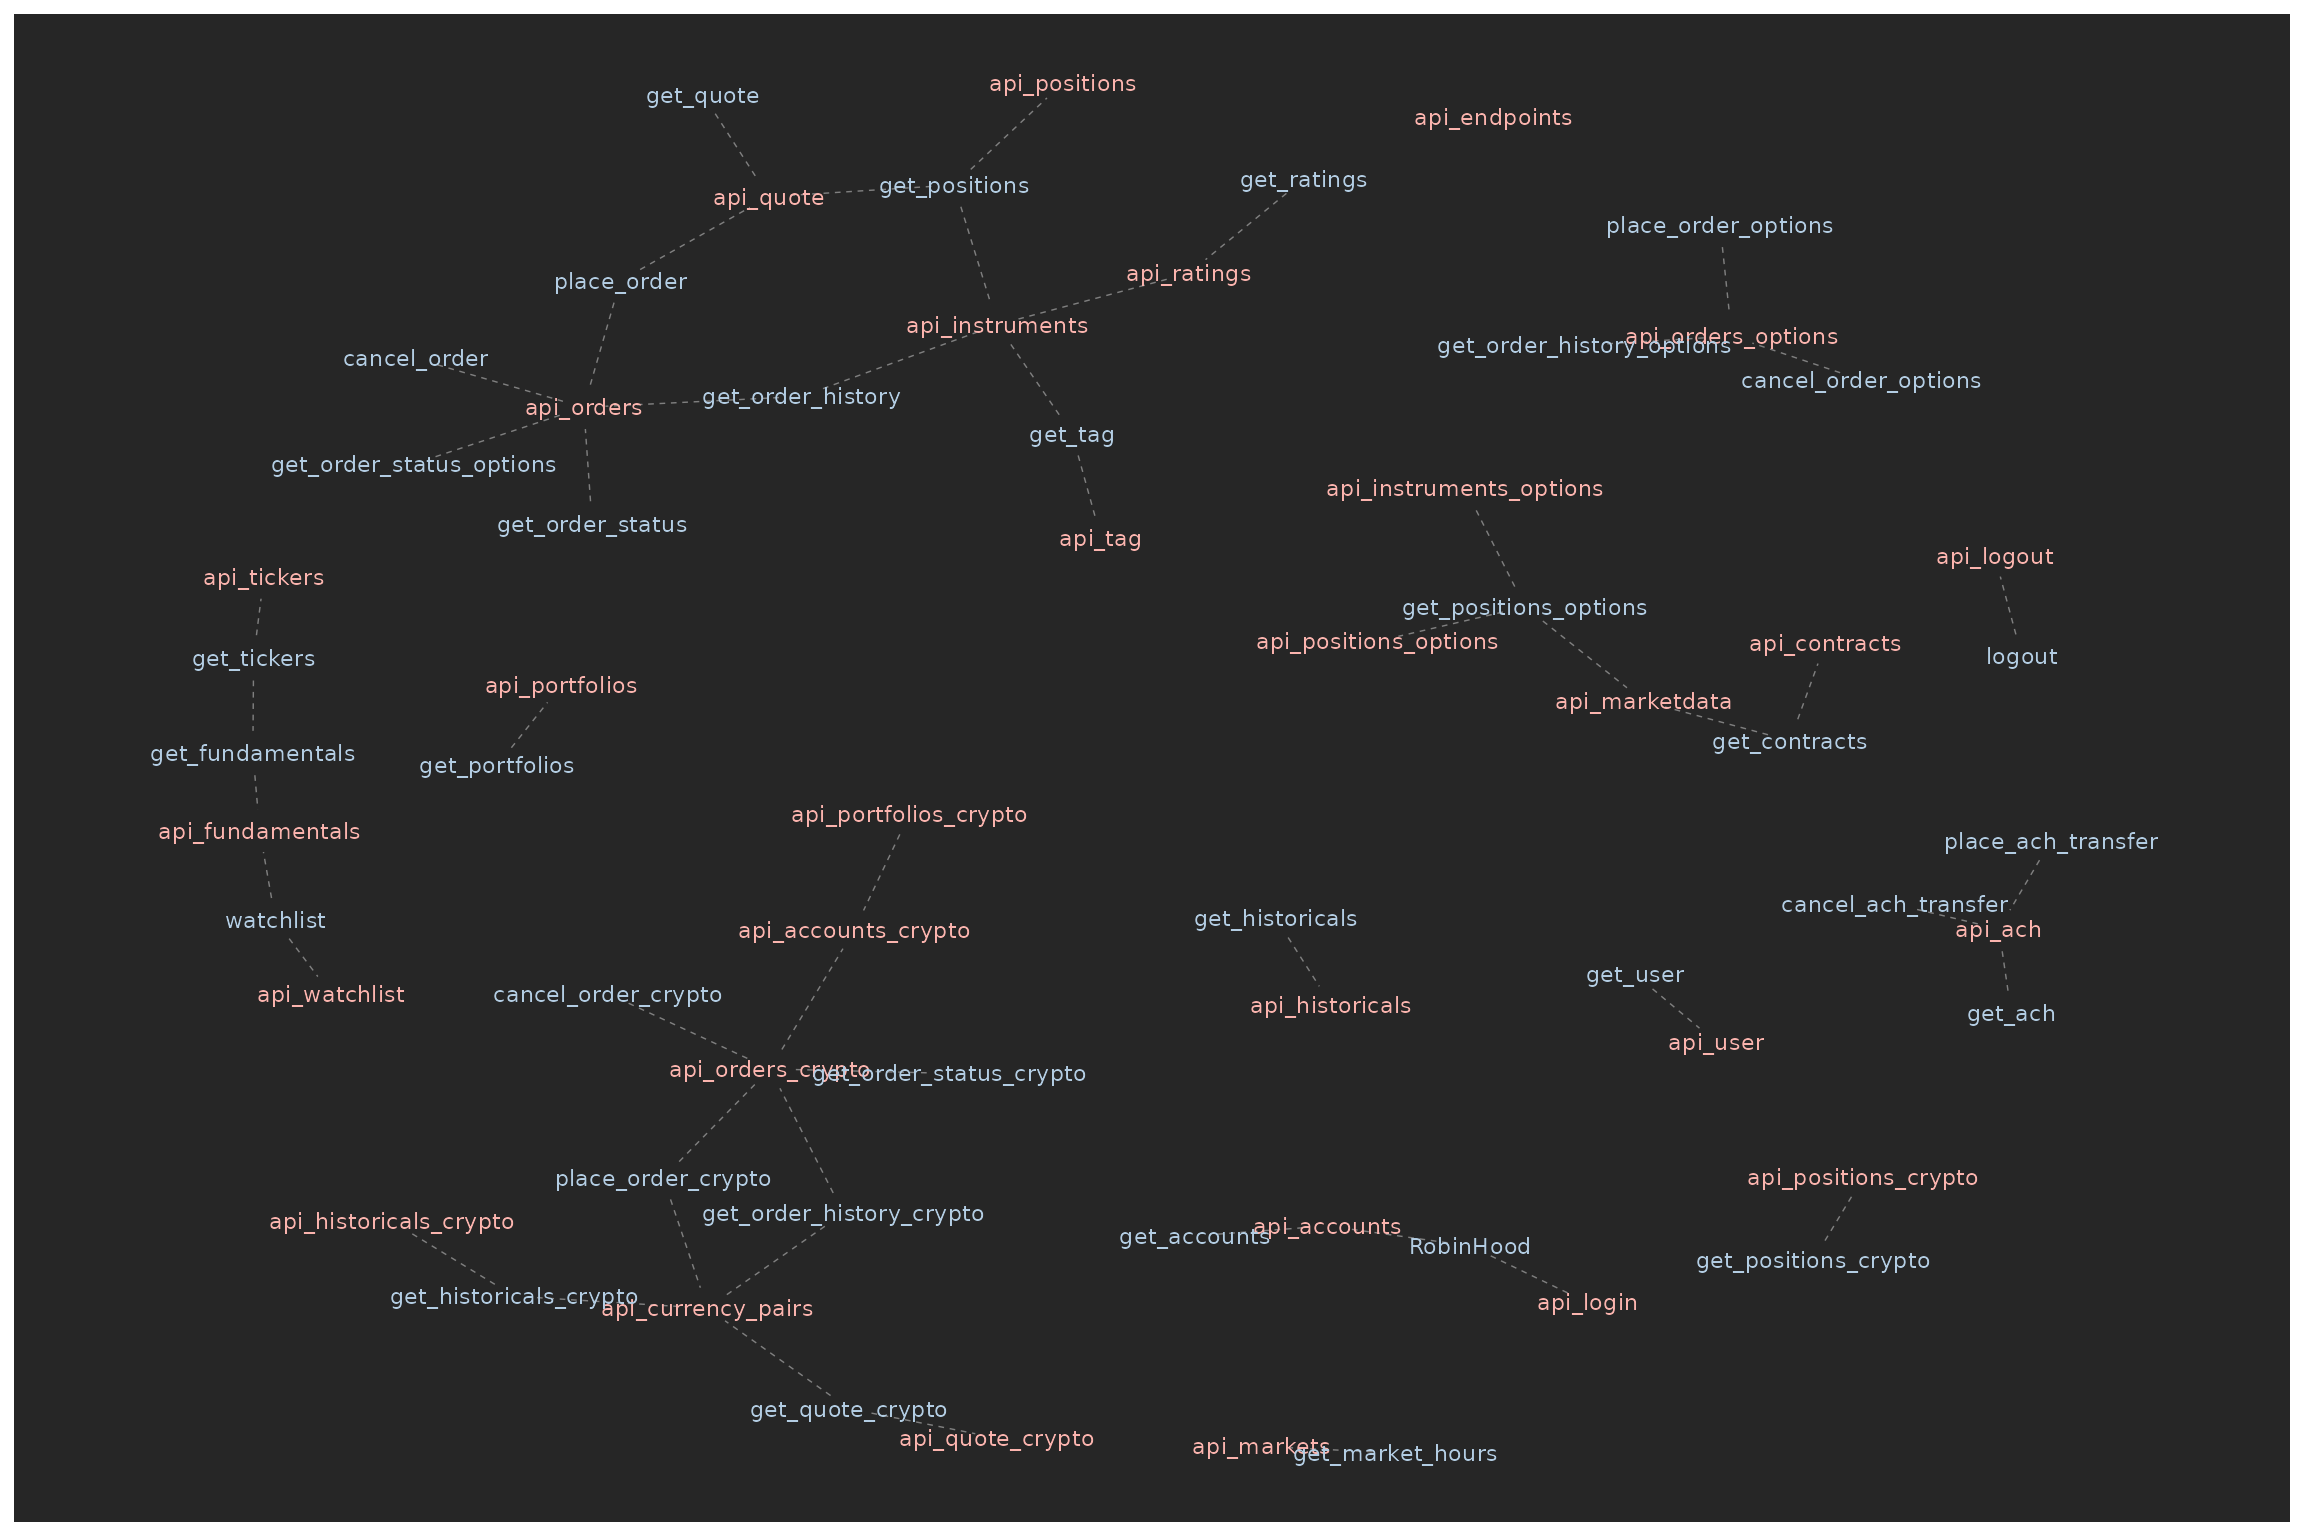 api_positions
get_quote
api_endpoints
get_ratings
get_positions
api_quote
place_order_options
api_ratings
place_order
api_instruments
api_orders_options
get_order_history_options
cancel_order
cancel_order_options
get_order_history
api_orders
get_tag
get_order_status_options
api_instruments_options
get_order_status
api_tag
api_logout
api_tickers
get_positions_options
api_positions_options
api_contracts
logout
get_tickers
api_portfolios
api_marketdata
get_contracts
get_fundamentals
get_portfolios
api_portfolios_crypto
api_fundamentals
place_ach_transfer
cancel_ach_transfer
get_historicals
watchlist
api_accounts_crypto
api_ach
get_user
api_watchlist
cancel_order_crypto
api_historicals
get_ach
api_user
api_orders_crypto
get_order_status_crypto
place_order_crypto
api_positions_crypto
get_order_history_crypto
api_historicals_crypto
api_accounts
get_accounts
RobinHood
get_positions_crypto
get_historicals_crypto
api_login
api_currency_pairs
get_quote_crypto
api_quote_crypto
api_markets
get_market_hours